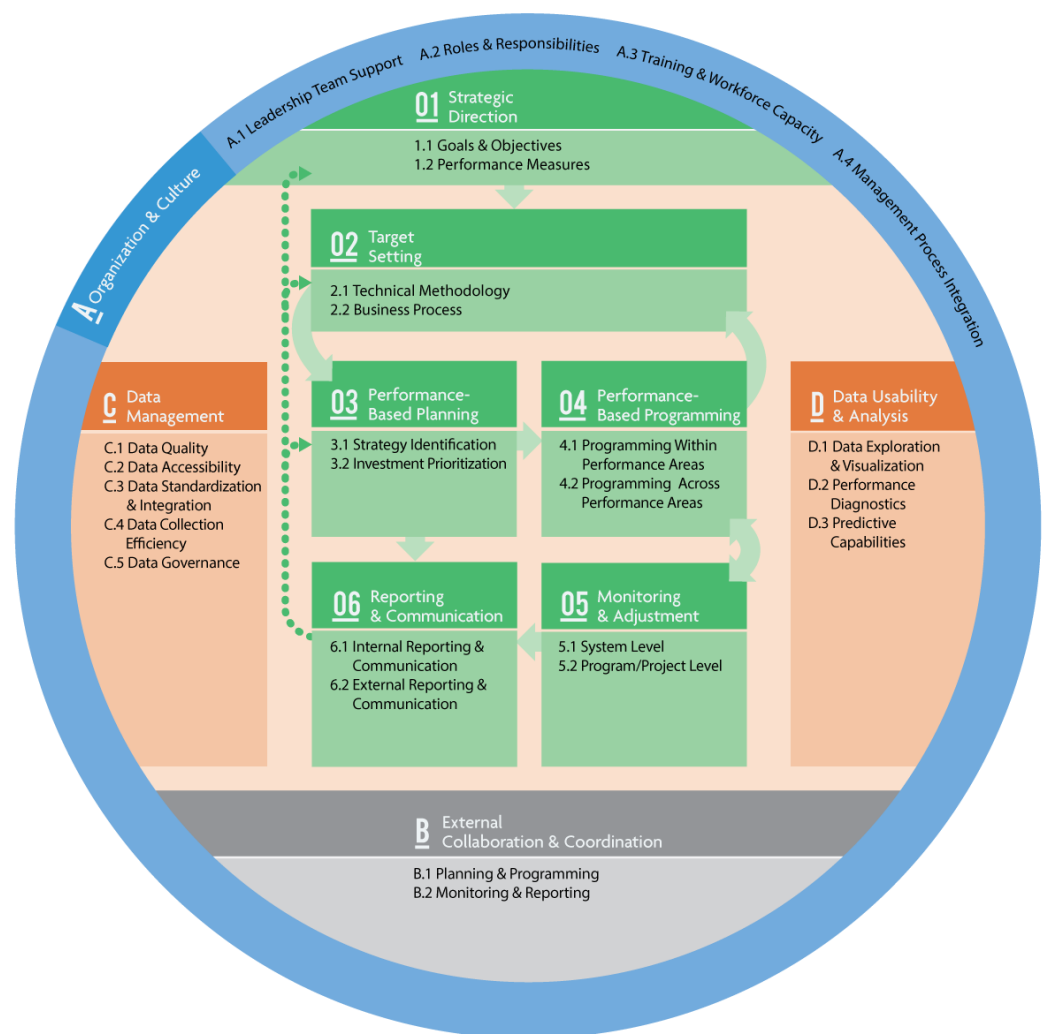 A Organization & Culture
A.1 Leadership Team Support
A.2 Roles & Responsibilities
A.3 Training & Workforce Capacity
A.4 Management Process Integration
01 Strategic
Direction
1.1 Goals & Objectives
1.2 Performance Measures
02 Target
Setting
2.1 Technical Methodology
2.2 Business Process
C Data
Management
C.1 Data Quality
C.2 Data Accessibility
C.3 Data Standardization
& Integration
C.4 Data Collection
Efficiency
C.5 Data Governance
03 Performance-
Based Planning
3.1 Strategy Identification
3.2 Investment Prioritization
04 Performance-
Based Programming
4.1 Programming Within
Performance Areas
4.2 Programming Across
Performance Areas
D Data Usability
& Analysis
D.1 Data Exploration
& Visualization
D.2 Performance
Diagnostics
D.3 Predictive
Capabilities
06 Reporting
& Communication
6.1 Internal Reporting &
Communication
6.2 External Reporting &
Communication
05 Monitoring
& Adjustment
5.1 System Level
5.2 Program/Project Level
B External
Collaboration & Coordination
B.1 Planning & Programming
B.2 Monitoring & Reporting